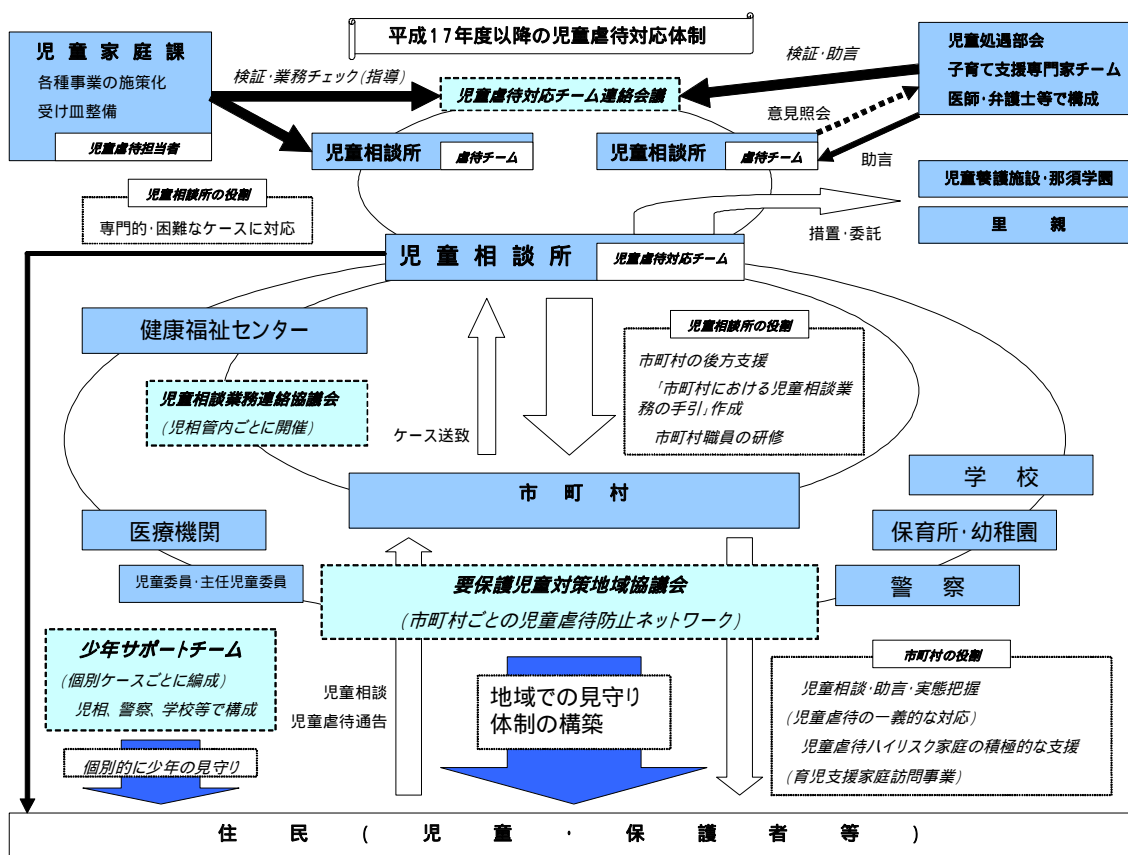 平成17年度以降の児童虐待対応体制
児童家庭課
各種事業の施策化
受け皿整備
児童虐待担当者
検証・業務チェック(指導)
児童虐待対応チーム連絡会議
検証・助言
児童処遇部会
子育て支援専門家チーム
医師・弁護士等で構成
意見照会
助言
児童相談所
虐待チーム
児童相談所
虐待チーム
児童相談所の役割
専門的・困難なケースに対応
児童養護施設・那須学園
里親
措置・委託
児童相談所
児童虐待対応チーム
健康福祉センター
児童相談業務連絡協議会
(児相管内ごとに開催)
ケース送致
児童相談所の役割
市町村の後方支援
「市町村における児童相談業
務の手引」作成
市町村職員の研修
市町村
学校
医療機関
保育所・幼稚園
児童委員・主任児童委員
警察
要保護児童対策地域協議会
(市町村ごとの児童虐待防止ネットワーク)
少年サポートチーム
(個別ケースごとに編成)
児相、警察、学校等で構成
個別的に少年の見守り
児童相談
児童虐待通告
地域での見守り
体制の構築
市町村の役割
児童相談・助言・実態把握
(児童虐待の一義的な対応)
児童虐待ハイリスク家庭の積極的な支援
(育児支援家庭訪問事業)
住民(児童・保護者等)